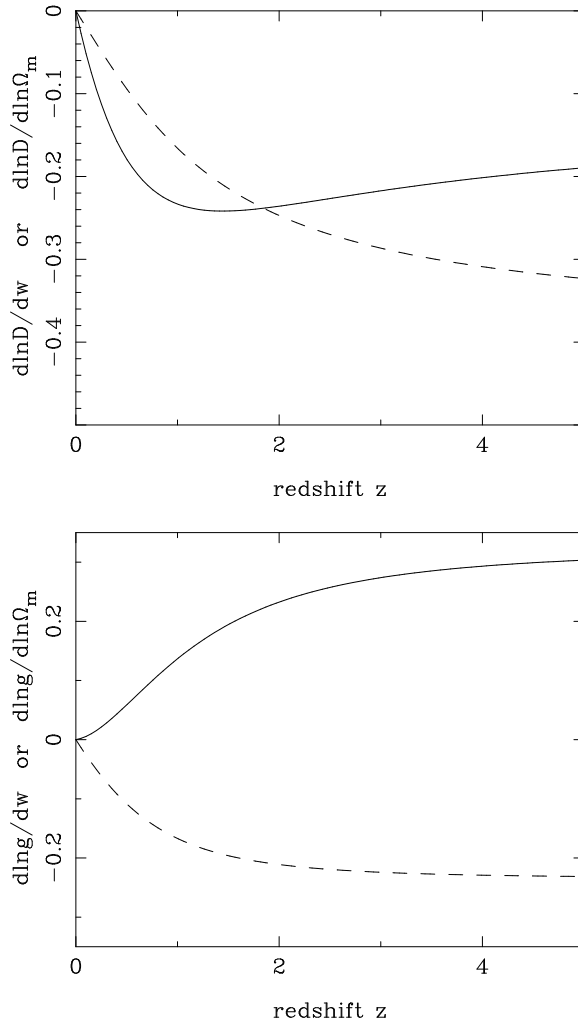 0
−0.1
−0.2
−0.3
−0.4
dlnD/dw or dlnD/dlnΩm
0 2 4
redshift z
0.2
0
−0.2
dlng/dw or dlng/dlnΩm
0 2 4
redshift z